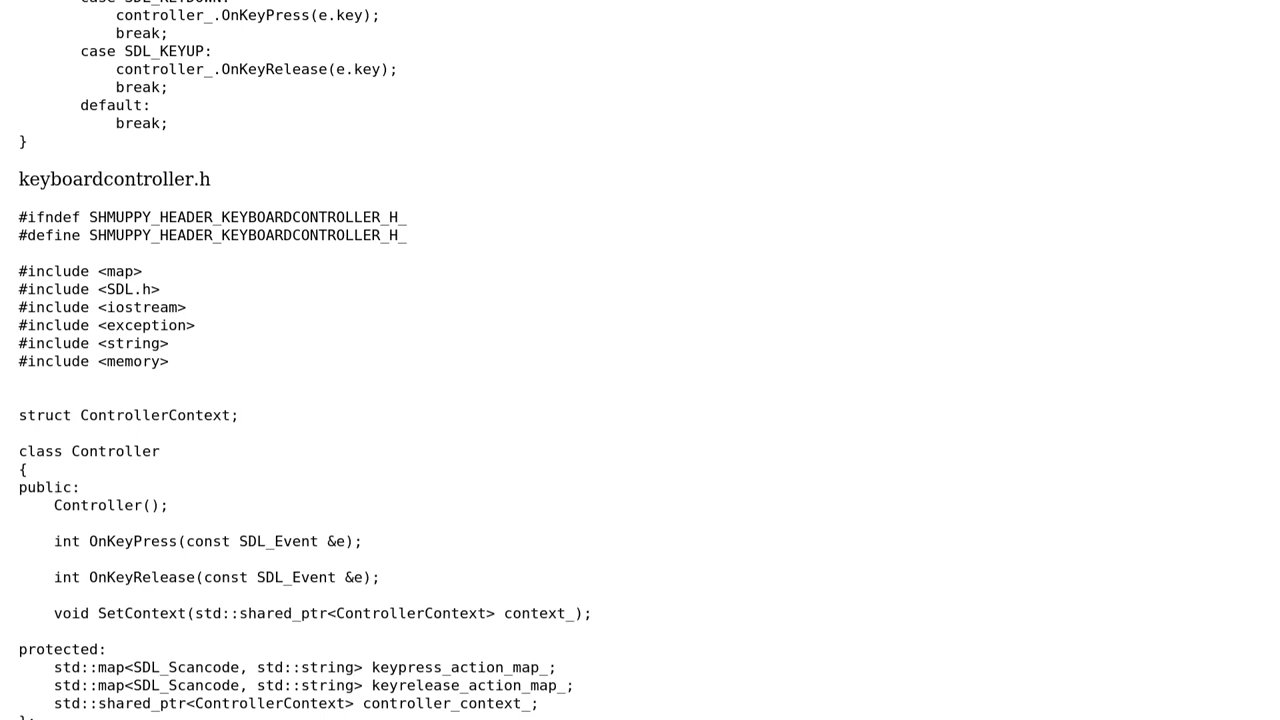 case SDL_KEYDOWN:
controller_.OnKeyPress(e.key);
break;
case SDL_KEYUP:
controller_.OnKeyRelease(e.key);
break;
default:
break;
}
keyboardcontroller.h
#ifndef SHMUPPY_HEADER_KEYBOARDCONTROLLER_H_
#define SHMUPPY_HEADER_KEYBOARDCONTROLLER_H_
#include <map>
#include <SDL.h>
#include <iostream>
#include <exception>
#include <string>
#include <memory>
struct ControllerContext;
class Controller
{
public:
Controller();
int OnKeyPress(const SDL_Event &e);
int OnKeyRelease(const SDL_Event &e);
void SetContext(std::shared_ptr<ControllerContext> context_);
protected:
std::map<SDL_Scancode, std::string> keypress_action_map_;
std::map<SDL_Scancode, std::string> keyrelease_action_map_;
std::shared_ptr<ControllerContext> controller_context_;
};